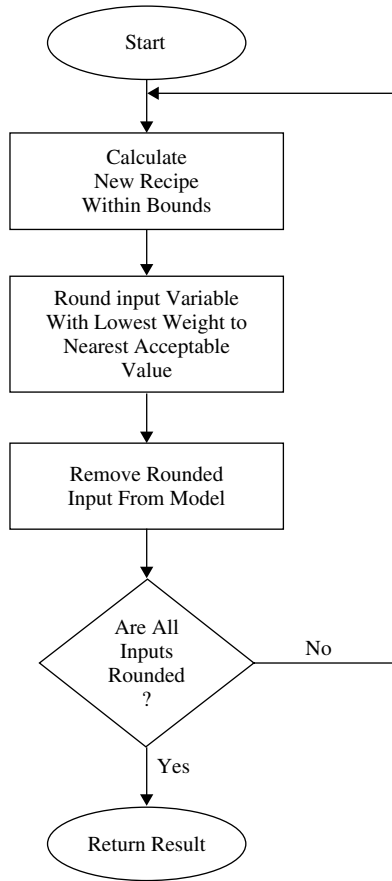 Start
Calculate
New Recipe
Within Bounds
Round input Variable
With Lowest Weight to
Nearest Acceptable
Value
Remove Rounded
Input From Model
Are All
Inputs
Rounded
?
No
Yes
Return Result